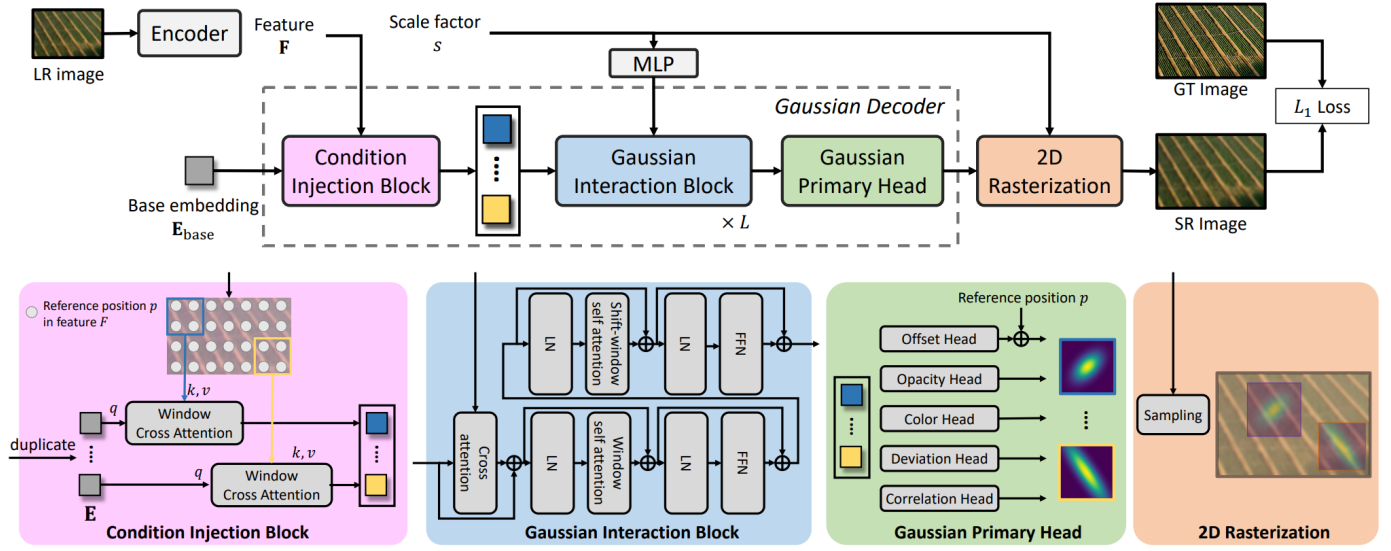 LR image
Encoder
Feature
F
Scale factor
s
MLP
GT Image
L₁ Loss
Gaussian Decoder
Base embedding
E_base
Condition
Injection Block
Gaussian
Interaction Block
× L
Gaussian
Primary Head
2D
Rasterization
SR Image
Reference position p
in feature F
k, v
q
Window
Cross Attention
duplicate
k, v
q
Window
Cross Attention
E
Condition Injection Block
LN
Shift-window
self attention
LN
FFN
Cross
attention
LN
Window
self attention
LN
FFN
Gaussian Interaction Block
Reference position p
Offset Head
Opacity Head
Color Head
Deviation Head
Correlation Head
Gaussian Primary Head
Sampling
2D Rasterization